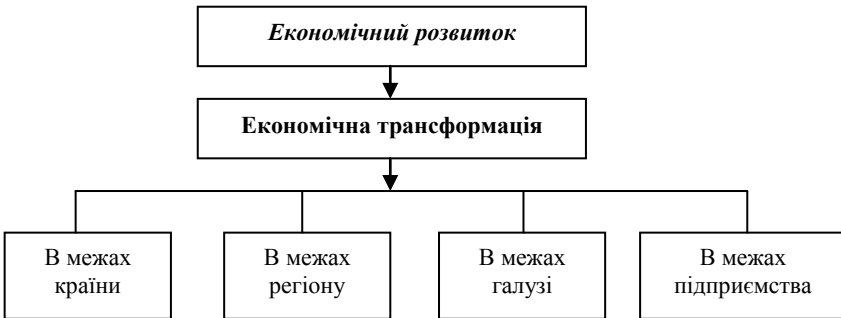 Економічний розвиток
Економічна трансформація
В межах
країни
В межах
регіону
В межах
галузі
В межах
підприємства